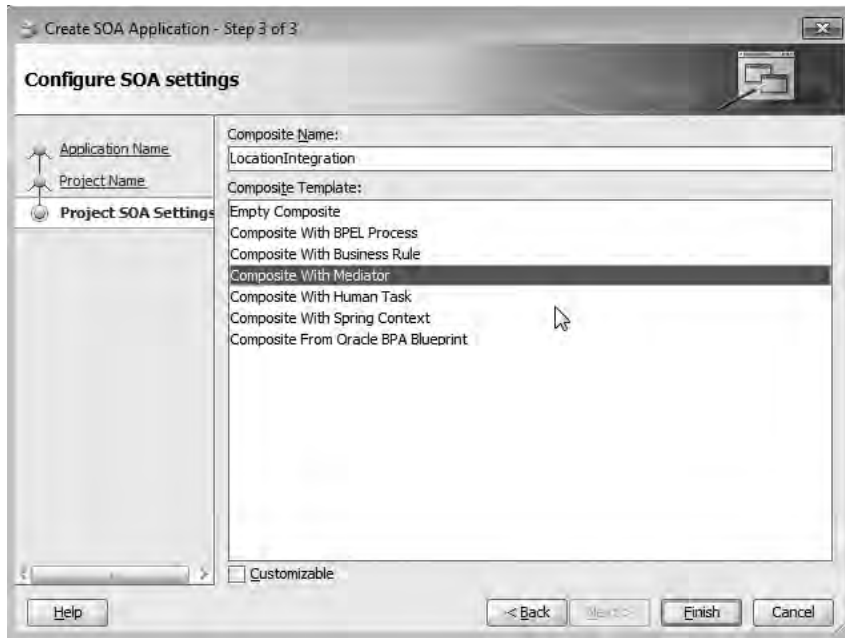 Create SOA Application - Step 3 of 3
Configure SOA settings
Application Name
Project Name
Project SOA Settings
Composite Name:
LocationIntegration
Composite Template:
Empty Composite
Composite With BPEL Process
Composite With Business Rule
Composite With Mediator
Composite With Human Task
Composite With Spring Context
Composite From Oracle BPA Blueprint
Customizable
Help
< Back
Next >
Finish
Cancel